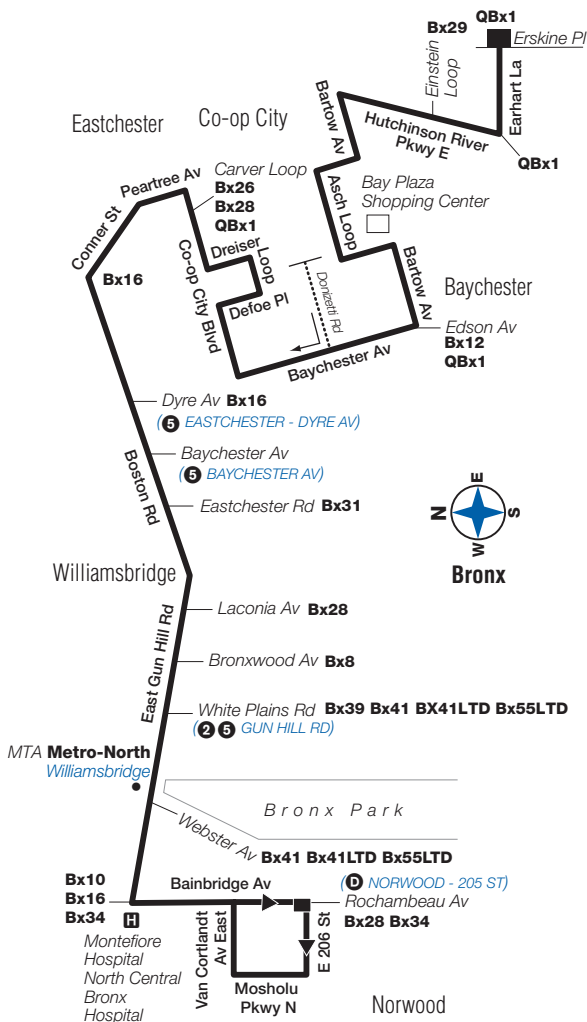 QBx1
Bx29
Erskine Pl
Einstein
Loop
Earhart La
Hutchinson River
Pkwy E
QBx1
Bartow Av
Co-op City
Eastchester
Peartree Av
Carver Loop
Bx26
Bx28
QBx1
Asch Loop
Bay Plaza
Shopping Center
Conner St
Bx16
Dreiser
Loop
Co-op City Blvd
Defoe Pl
Donizetti Rd
Bartow Av
Baychester
Edson Av
Bx12
QBx1
Baychester Av
Dyre Av Bx16
(5 EASTCHESTER - DYRE AV)
Baychester Av
(5 BAYCHESTER AV)
Boston Rd
Eastchester Rd Bx31
E
N
S
W
Bronx
Williamsbridge
Laconia Av Bx28
East Gun Hill Rd
Bronxwood Av Bx8
White Plains Rd Bx39 Bx41 BX41LTD Bx55LTD
(2 5 GUN HILL RD)
MTA Metro-North
Williamsbridge
Bronx Park
Webster Av
Bx41 Bx41LTD Bx55LTD
(D NORWOOD - 205 ST)
Bx10
Bx16
Bx34
H
Bainbridge Av
Rochambeau Av
Bx28 Bx34
Montefiore
Hospital
North Central
Bronx
Hospital
Van Cortlandt
Av East
E 206 St
Mosholu
Pkwy N
Norwood